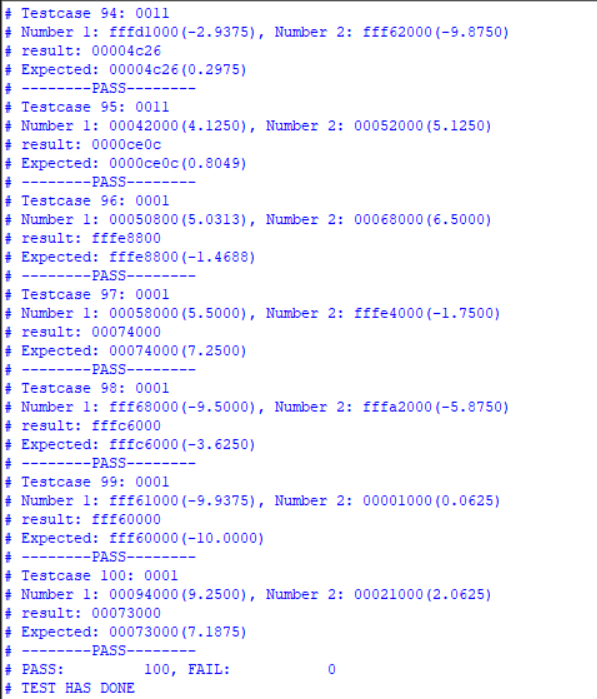 # Testcase 94: 0011
# Number 1: fffd1000(-2.9375), Number 2: fff62000(-9.8750)
# result: 00004c26
# Expected: 00004c26(0.2975)
# --------PASS--------
# Testcase 95: 0011
# Number 1: 00042000(4.1250), Number 2: 00052000(5.1250)
# result: 0000ce0c
# Expected: 0000ce0c(0.8049)
# --------PASS--------
# Testcase 96: 0001
# Number 1: 00050800(5.0313), Number 2: 00068000(6.5000)
# result: fffe8800
# Expected: fffe8800(-1.4688)
# --------PASS--------
# Testcase 97: 0001
# Number 1: 00058000(5.5000), Number 2: fffe4000(-1.7500)
# result: 00074000
# Expected: 00074000(7.2500)
# --------PASS--------
# Testcase 98: 0001
# Number 1: fff68000(-9.5000), Number 2: fffa2000(-5.8750)
# result: fffc6000
# Expected: fffc6000(-3.6250)
# --------PASS--------
# Testcase 99: 0001
# Number 1: fff61000(-9.9375), Number 2: 00001000(0.0625)
# result: fff60000
# Expected: fff60000(-10.0000)
# --------PASS--------
# Testcase 100: 0001
# Number 1: 00094000(9.2500), Number 2: 00021000(2.0625)
# result: 00073000
# Expected: 00073000(7.1875)
# --------PASS--------
# PASS:         100, FAIL:           0
# TEST HAS DONE